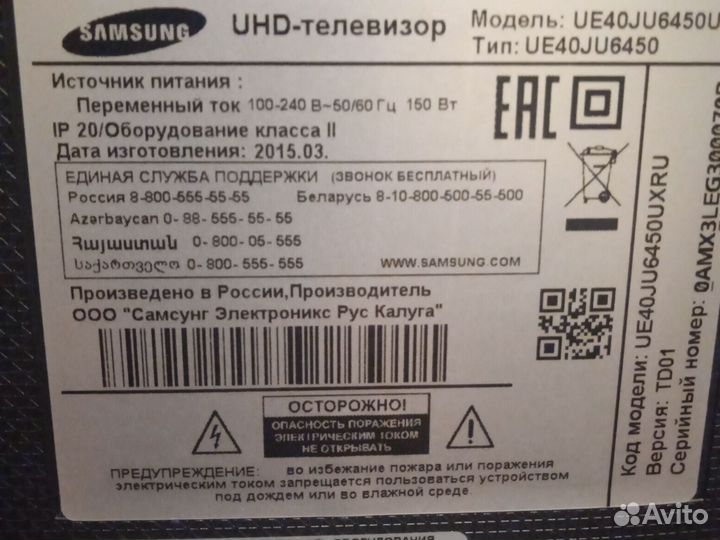 SAMSUNG
UHD-телевизор
Модель: UE40JU6450U
Тип: UE40JU6450
Источник питания :
Переменный ток 100-240 В~50/60 Гц 150 Вт
IP 20/Оборудование класса II
Дата изготовления: 2015.03.
ЕДИНАЯ СЛУЖБА ПОДДЕРЖКИ (ЗВОНОК БЕСПЛАТНЫЙ)
Россия 8-800-555-55-55 Беларусь 8-10-800-500-55-500
Azərbaycan 0- 88- 555- 55- 55
Հայաստան 0- 800- 05- 555
საქართველო 0- 800- 555- 555
WWW.SAMSUNG.COM
Произведено в России,Производитель
ООО "Самсунг Электроникс Рус Калуга"
ОСТОРОЖНО!
ОПАСНОСТЬ ПОРАЖЕНИЯ
ЭЛЕКТРИЧЕСКИМ ТОКОМ
НЕ ОТКРЫВАТЬ
ПРЕДУПРЕЖДЕНИЕ: во избежание пожара или поражения
электрическим током запрещается пользоваться устройством
под дождем или во влажной среде.
EAC
Код модели: UE40JU6450UXRU
Версия: TD01
Серийный номер:
Avito